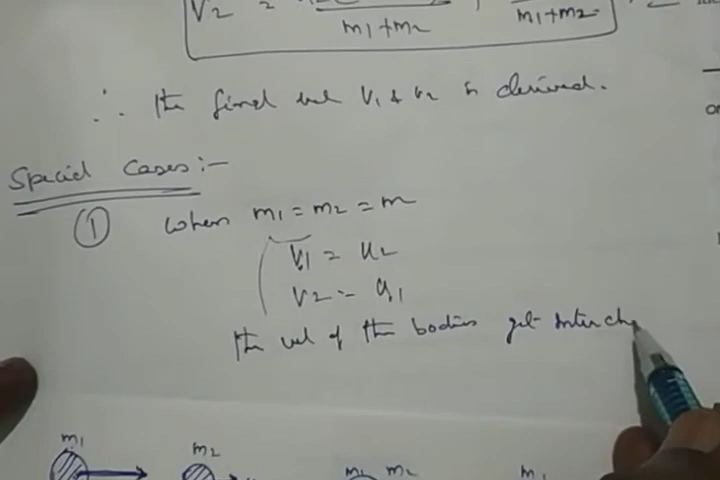 V2 =
m1+m2
m1+m2
∴ the final vel V1 & V2 is derived.
Special Cases:-
① when m1 = m2 = m
V1 = u2
V2 = u1
the vel of the bodies get Interch
m1
m2
m1 m2
m1